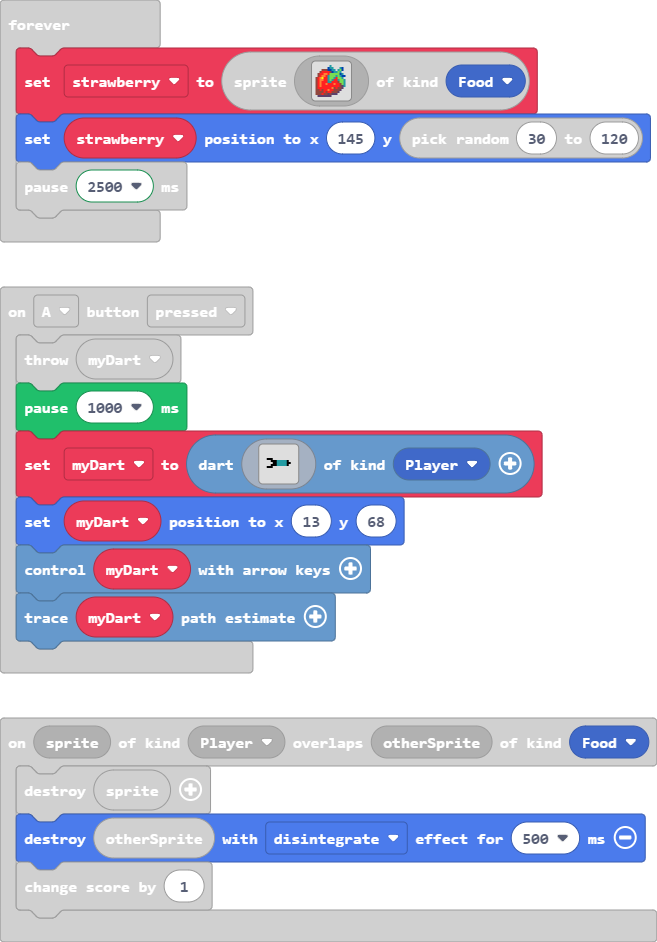 forever
set strawberry to sprite of kind Food
set strawberry position to x 145 y pick random 30 to 120
pause 2500 ms
on A button pressed
throw myDart
pause 1000 ms
set myDart to dart of kind Player
set myDart position to x 13 y 68
control myDart with arrow keys
trace myDart path estimate
on sprite of kind Player overlaps otherSprite of kind Food
destroy sprite
destroy otherSprite with disintegrate effect for 500 ms
change score by 1